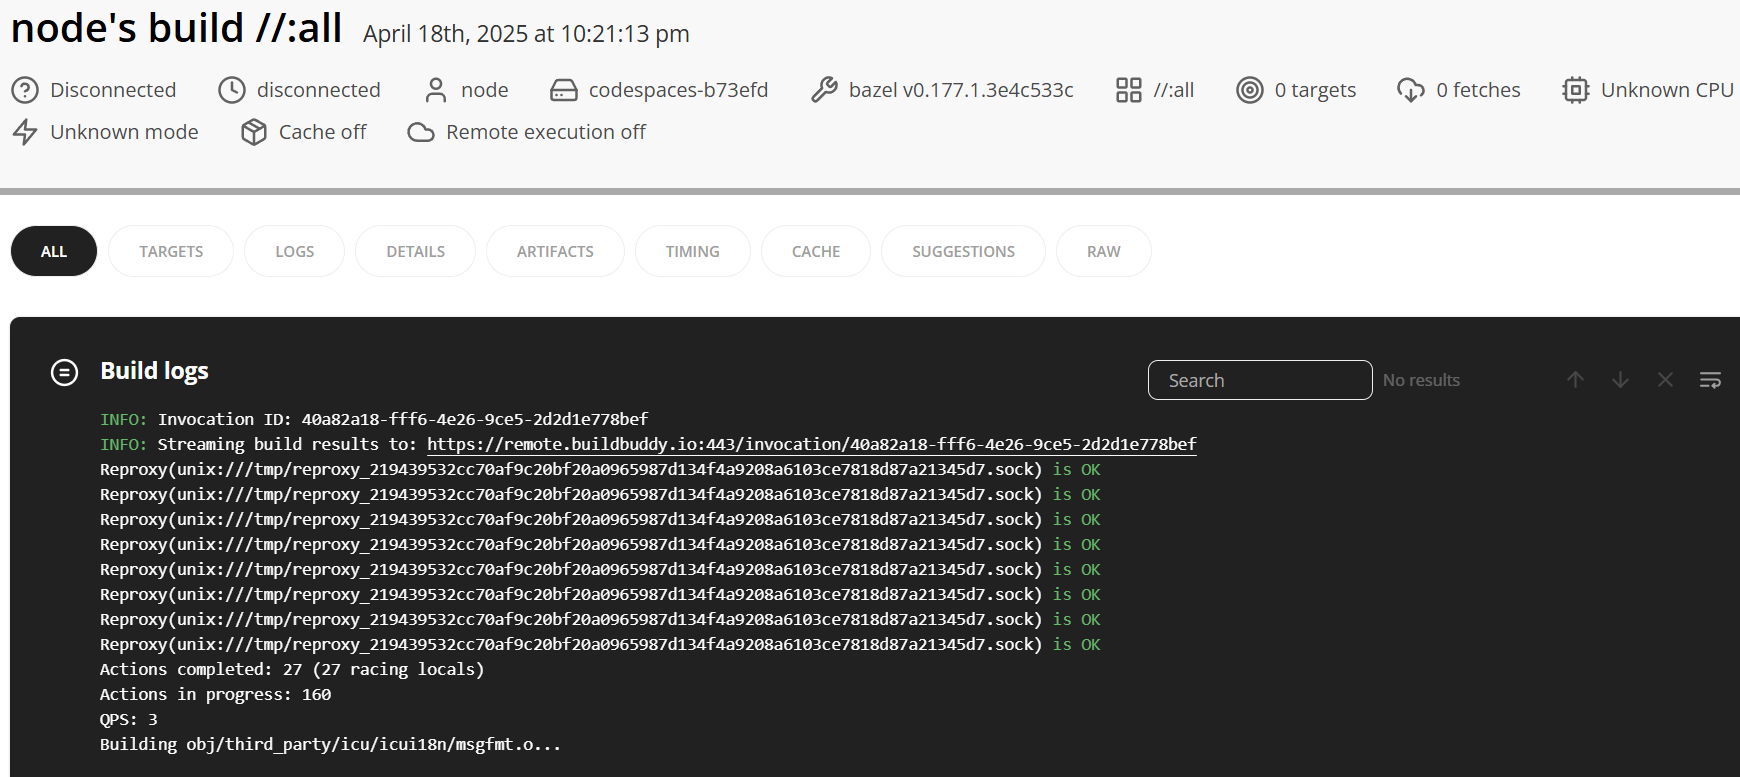 node's build //:all April 18th, 2025 at 10:21:13 pm
Disconnected disconnected node codespaces-b73efd bazel v0.177.1.3e4c533c //:all 0 targets 0 fetches Unknown CPU
Unknown mode Cache off Remote execution off
ALL TARGETS LOGS DETAILS ARTIFACTS TIMING CACHE SUGGESTIONS RAW
Build logs Search No results
INFO: Invocation ID: 40a82a18-fff6-4e26-9ce5-2d2d1e778bef
INFO: Streaming build results to: https://remote.buildbuddy.io:443/invocation/40a82a18-fff6-4e26-9ce5-2d2d1e778bef
Reproxy(unix:///tmp/reproxy_219439532cc70af9c20bf20a0965987d134f4a9208a6103ce7818d87a21345d7.sock) is OK
Reproxy(unix:///tmp/reproxy_219439532cc70af9c20bf20a0965987d134f4a9208a6103ce7818d87a21345d7.sock) is OK
Reproxy(unix:///tmp/reproxy_219439532cc70af9c20bf20a0965987d134f4a9208a6103ce7818d87a21345d7.sock) is OK
Reproxy(unix:///tmp/reproxy_219439532cc70af9c20bf20a0965987d134f4a9208a6103ce7818d87a21345d7.sock) is OK
Reproxy(unix:///tmp/reproxy_219439532cc70af9c20bf20a0965987d134f4a9208a6103ce7818d87a21345d7.sock) is OK
Reproxy(unix:///tmp/reproxy_219439532cc70af9c20bf20a0965987d134f4a9208a6103ce7818d87a21345d7.sock) is OK
Reproxy(unix:///tmp/reproxy_219439532cc70af9c20bf20a0965987d134f4a9208a6103ce7818d87a21345d7.sock) is OK
Reproxy(unix:///tmp/reproxy_219439532cc70af9c20bf20a0965987d134f4a9208a6103ce7818d87a21345d7.sock) is OK
Actions completed: 27 (27 racing locals)
Actions in progress: 160
QPS: 3
Building obj/third_party/icu/icui18n/msgfmt.o...